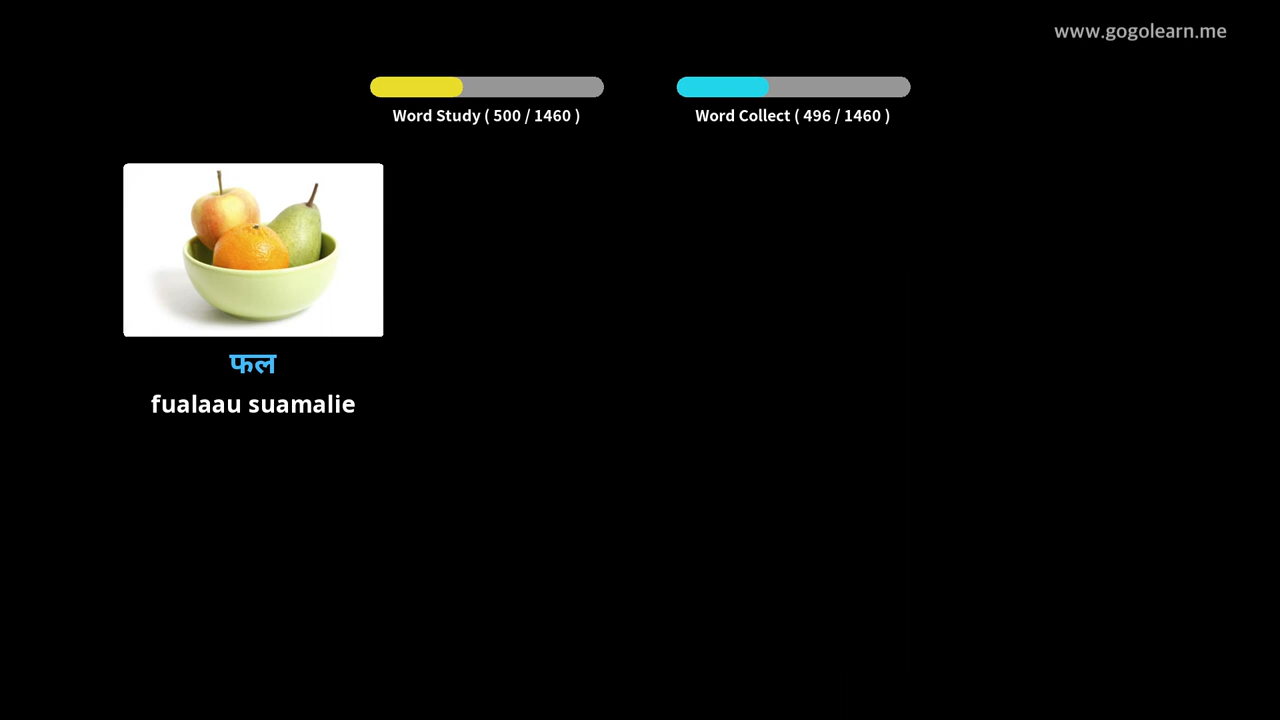 www.gogolearn.me
Word Study ( 500 / 1460 )
Word Collect ( 496 / 1460 )
फल
fualaau suamalie